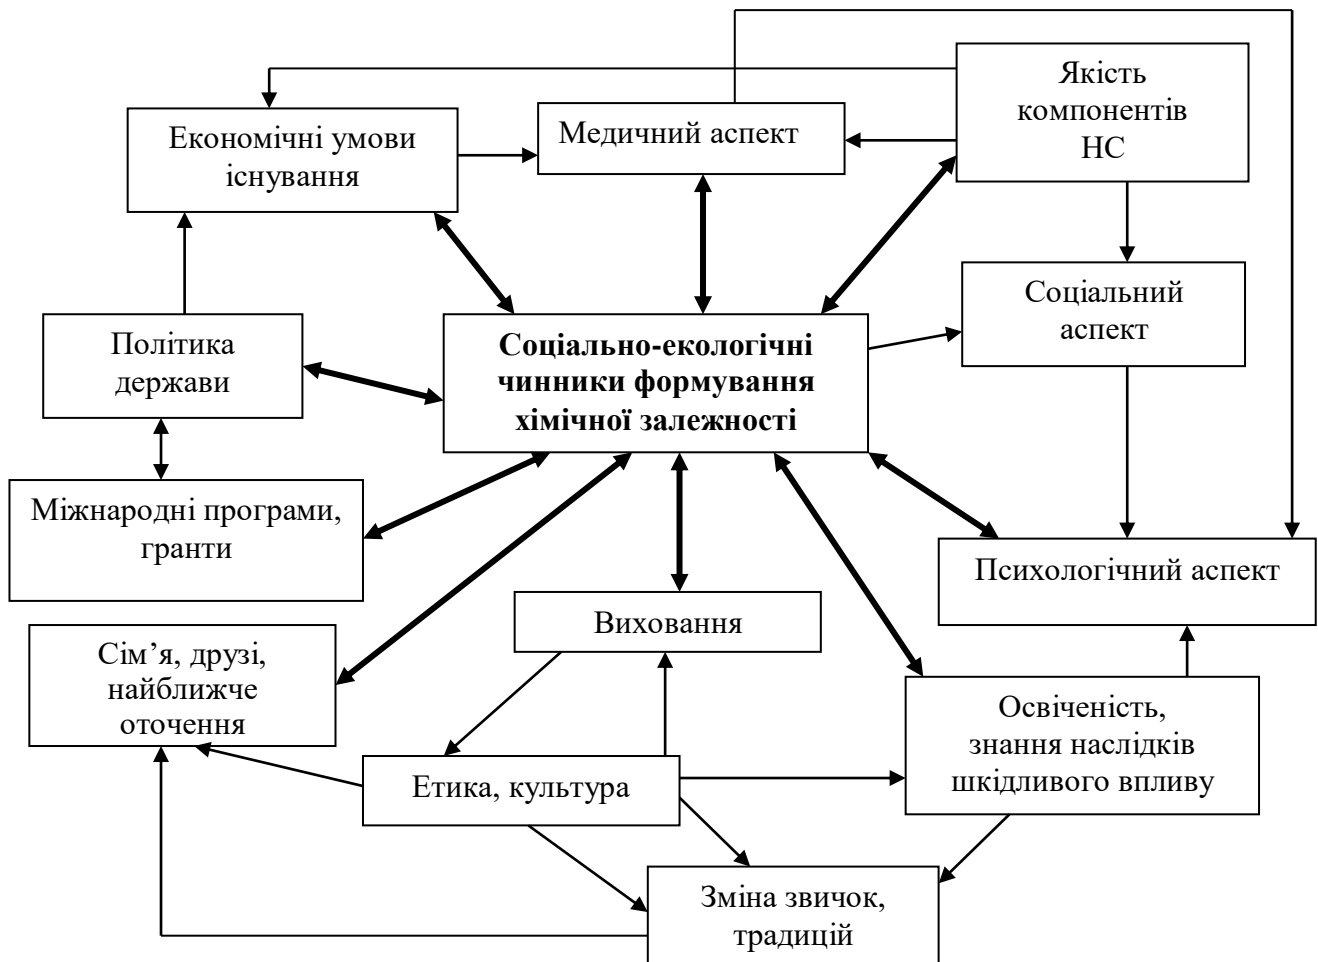 Якість
компонентів
НС
Економічні умови
існування
Медичний аспект
Соціальний
аспект
Політика
держави
Соціально-екологічні
чинники формування
хімічної залежності
Міжнародні програми,
гранти
Психологічний аспект
Виховання
Сім’я, друзі,
найближче
оточення
Освіченість,
знання наслідків
шкідливого впливу
Етика, культура
Зміна звичок,
традицій